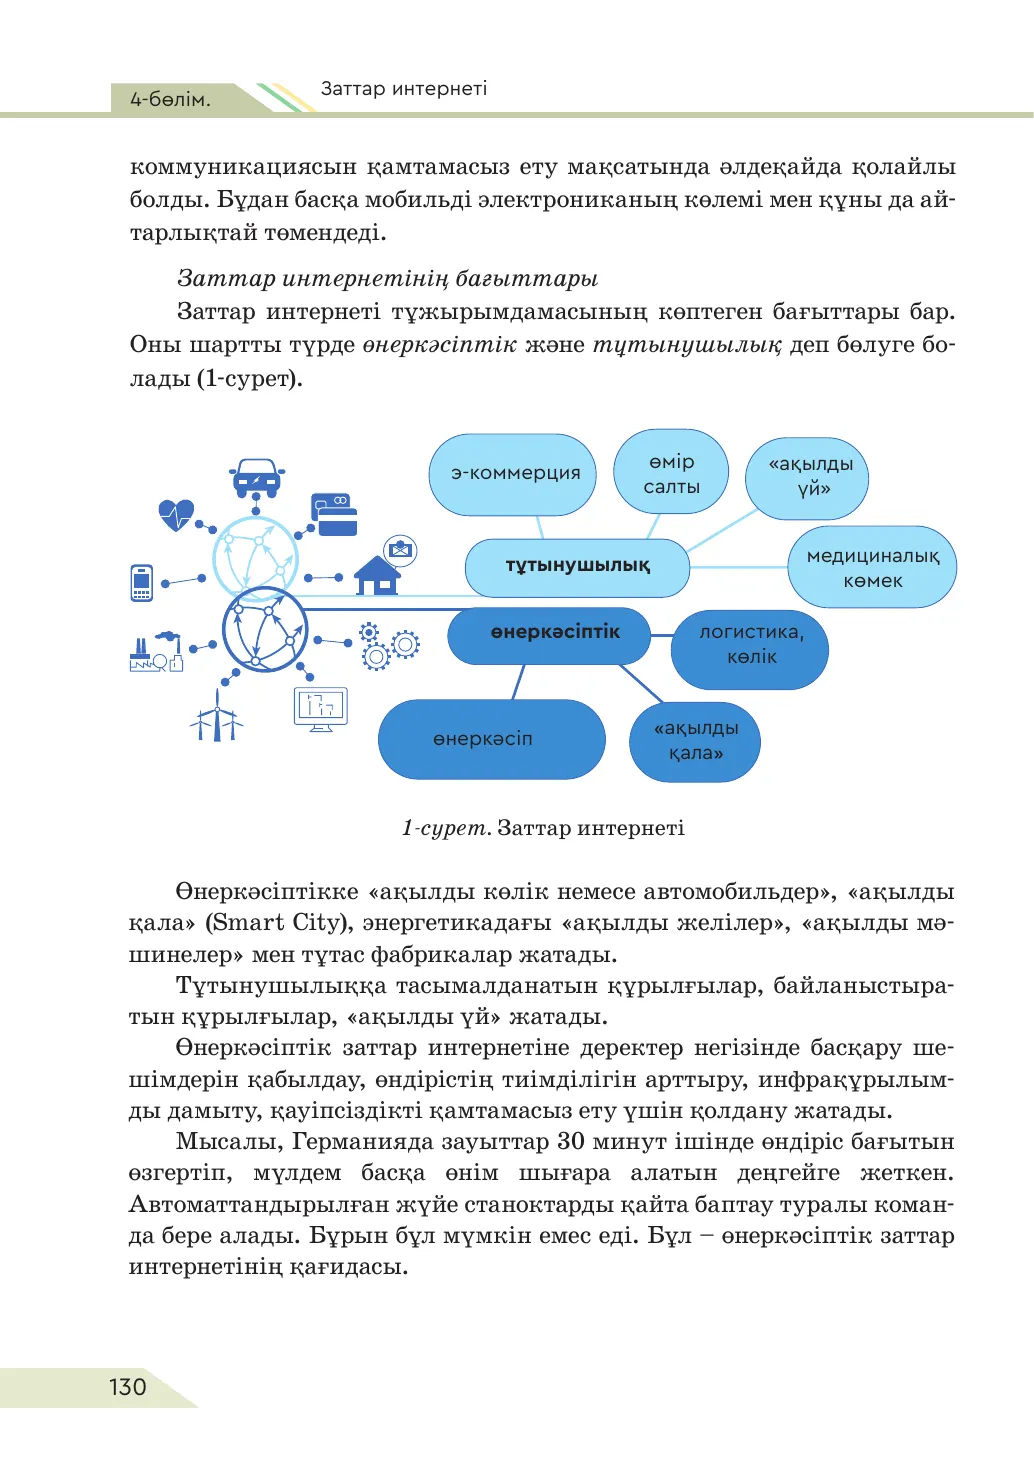 4-бөлім.
Заттар интернеті
коммуникациясын қамтамасыз ету мақсатында әлдеқайда қолайлы
болды. Бұдан басқа мобильді электрониканың көлемі мен құны да ай-
тарлықтай төмендеді.
Заттар интернетінің бағыттары
Заттар интернеті тұжырымдамасының көптеген бағыттары бар.
Оны шартты түрде өнеркәсіптік және тұтынушылық деп бөлуге бо-
лады (1-сурет).
э-коммерция
өмір
салты
«ақылды
үй»
тұтынушылық
медициналық
көмек
өнеркәсіптік
логистика,
көлік
өнеркәсіп
«ақылды
қала»
1-сурет. Заттар интернеті
Өнеркәсіптікке «ақылды көлік немесе автомобильдер», «ақылды
қала» (Smart City), энергетикадағы «ақылды желілер», «ақылды мә-
шинелер» мен тұтас фабрикалар жатады.
Тұтынушылыққа тасымалданатын құрылғылар, байланыстыра-
тын құрылғылар, «ақылды үй» жатады.
Өнеркәсіптік заттар интернетіне деректер негізінде басқару ше-
шімдерін қабылдау, өндірістің тиімділігін арттыру, инфрақұрылым-
ды дамыту, қауіпсіздікті қамтамасыз ету үшін қолдану жатады.
Мысалы, Германияда зауыттар 30 минут ішінде өндіріс бағытын
өзгертіп, мүлдем басқа өнім шығара алатын деңгейге жеткен.
Автоматтандырылған жүйе станоктарды қайта баптау туралы коман-
да бере алады. Бұрын бұл мүмкін емес еді. Бұл – өнеркәсіптік заттар
интернетінің қағидасы.
130